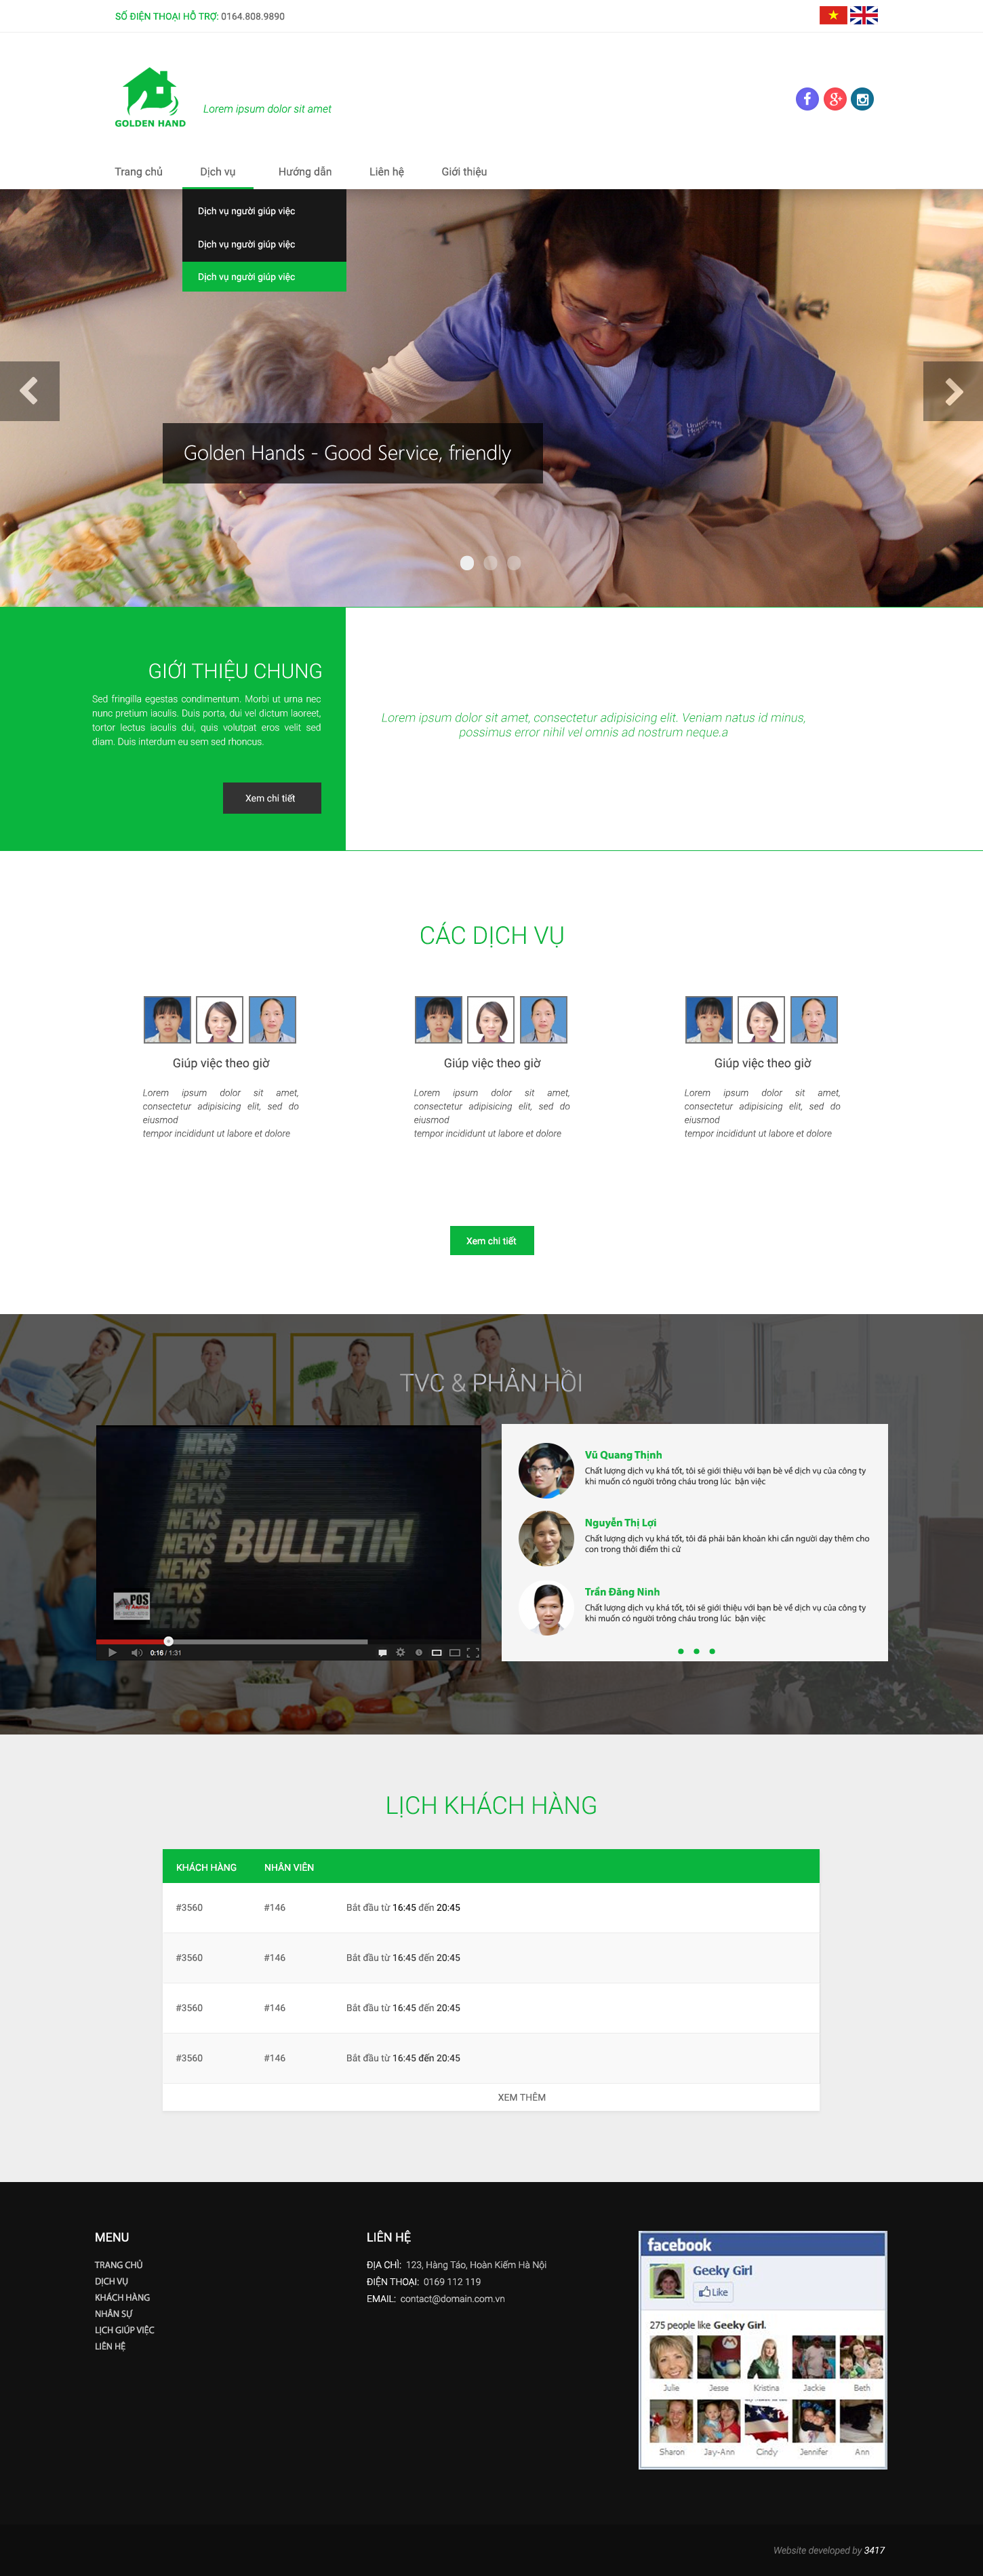 SỐ ĐIỆN THOẠI HỖ TRỢ: 0164.808.9890
GOLDEN HAND
Lorem ipsum dolor sit amet
Trang chủ
Dịch vụ
Hướng dẫn
Liên hệ
Giới thiệu
Dịch vụ người giúp việc
Dịch vụ người giúp việc
Dịch vụ người giúp việc
Golden Hands - Good Service, friendly
GIỚI THIỆU CHUNG
Sed fringilla egestas condimentum. Morbi ut urna nec
nunc pretium iaculis. Duis porta, dui vel dictum laoreet,
tortor lectus iaculis dui, quis volutpat eros velit sed
diam. Duis interdum eu sem sed rhoncus.
Xem chi tiết
Lorem ipsum dolor sit amet, consectetur adipisicing elit. Veniam natus id minus,
possimus error nihil vel omnis ad nostrum neque.a
CÁC DỊCH VỤ
Giúp việc theo giờ
Lorem ipsum dolor sit amet,
consectetur adipisicing elit, sed do
eiusmod
tempor incididunt ut labore et dolore
Giúp việc theo giờ
Lorem ipsum dolor sit amet,
consectetur adipisicing elit, sed do
eiusmod
tempor incididunt ut labore et dolore
Giúp việc theo giờ
Lorem ipsum dolor sit amet,
consectetur adipisicing elit, sed do
eiusmod
tempor incididunt ut labore et dolore
Xem chi tiết
TVC & PHẢN HỒI
NEWS
NEWS
NEWS
NEWS
NEWS
BULLETIN
NEWS
NEWS
NEWS
POS
0:16 / 1:31
Vũ Quang Thịnh
Chất lượng dịch vụ khá tốt, tôi sẽ giới thiệu với bạn bè về dịch vụ của công ty
khi muốn có người trông cháu trong lúc bận việc
Nguyễn Thị Lợi
Chất lượng dịch vụ khá tốt, tôi đá phải băn khoăn khi cần người dạy thêm cho
con trong thời điểm thi cử
Trần Đăng Ninh
Chất lượng dịch vụ khá tốt, tôi sẽ giới thiệu với bạn bè về dịch vụ của công ty
khi muốn có người trông cháu trong lúc bận việc
LỊCH KHÁCH HÀNG
KHÁCH HÀNG NHÂN VIÊN
#3560 #146 Bắt đầu từ 16:45 đến 20:45
#3560 #146 Bắt đầu từ 16:45 đến 20:45
#3560 #146 Bắt đầu từ 16:45 đến 20:45
#3560 #146 Bắt đầu từ 16:45 đến 20:45
XEM THÊM
MENU
TRANG CHỦ
DỊCH VỤ
KHÁCH HÀNG
NHÂN SỰ
LỊCH GIÚP VIỆC
LIÊN HỆ
LIÊN HỆ
ĐỊA CHỈ: 123, Hàng Táo, Hoàn Kiếm Hà Nội
ĐIỆN THOẠI: 0169 112 119
EMAIL: contact@domain.com.vn
facebook
Geeky Girl
Like
275 people like Geeky Girl.
Julie Jesse Kristina Jackie Beth
Sharon Jay-Ann Cindy Jennifer Ann
Website developed by 3417